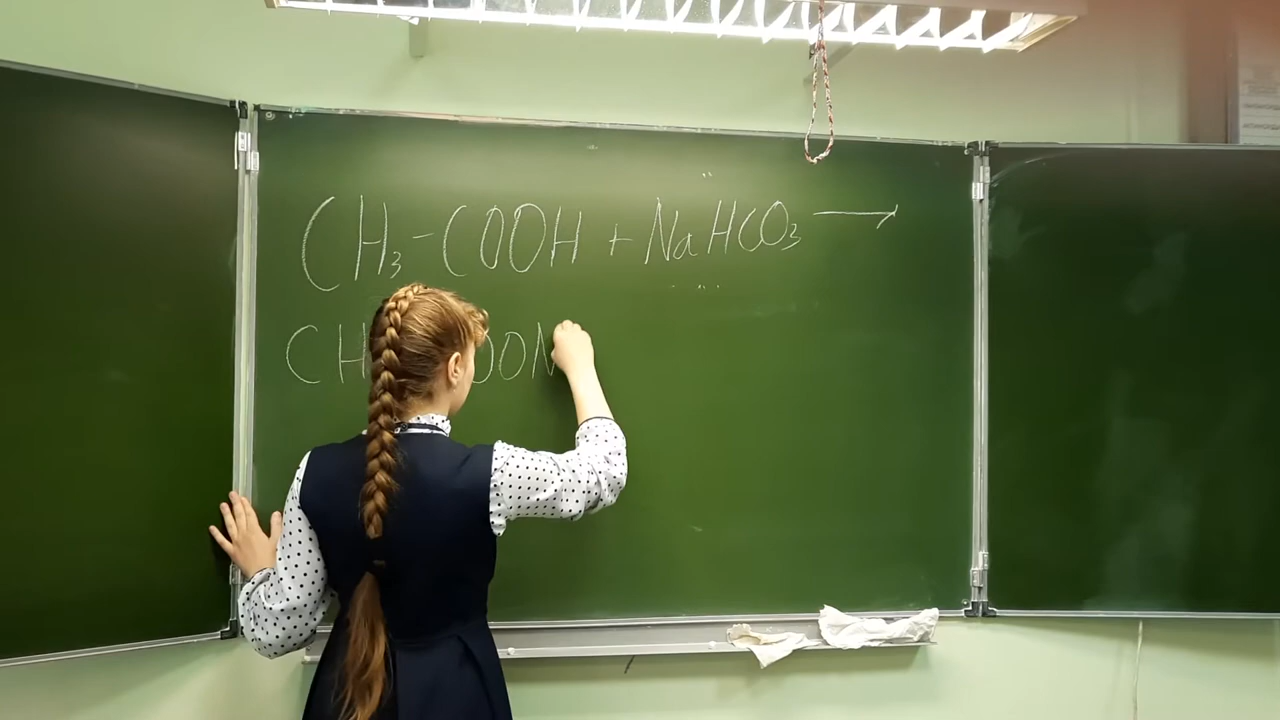 CH₃-COOH + NaHCO₃ →
CH OON